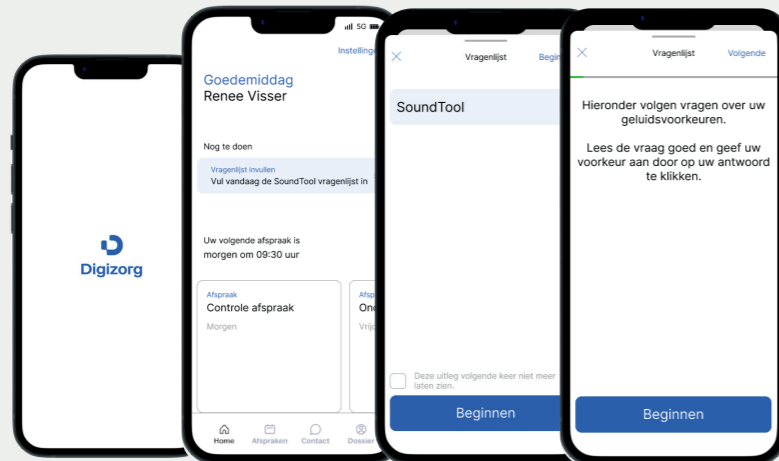 Digizorg
5G
Instellingen
Goedemiddag
Renee Visser
Nog te doen
Vragenlijst invullen
Vul vandaag de SoundTool vragenlijst in
Uw volgende afspraak is
morgen om 09:30 uur
Afspraak
Controle afspraak
Morgen
Afsp
Ond
Vrijd
Home
Afspraken
Contact
Dossier
Vragenlijst
Begin
SoundTool
Deze uitleg volgende keer niet meer
laten zien.
Beginnen
Vragenlijst
Volgende
Hieronder volgen vragen over uw
geluidsvoorkeuren.
Lees de vraag goed en geef uw
voorkeur aan door op uw antwoord
te klikken.
Beginnen